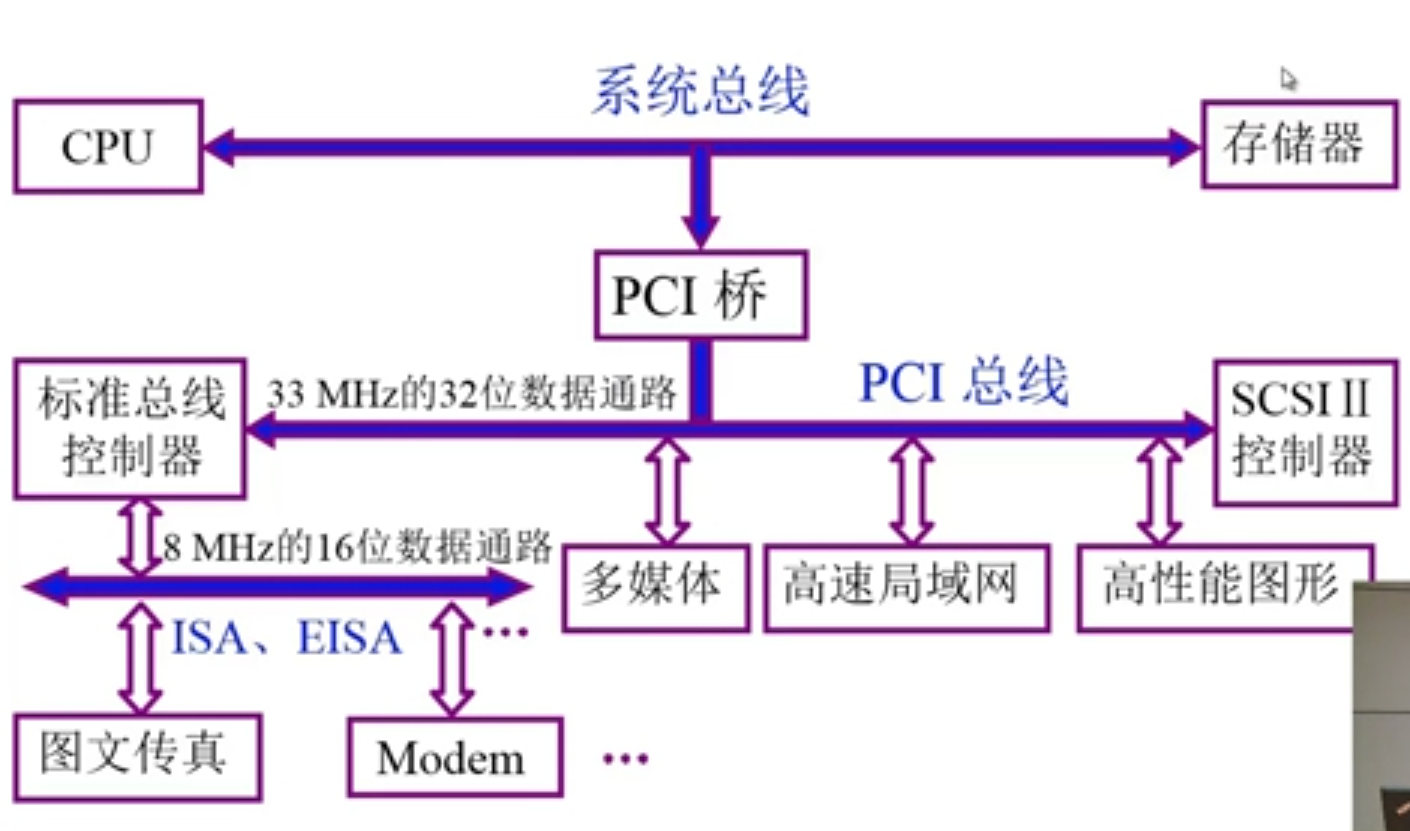 系统总线
CPU
存储器
PCI 桥
PCI 总线
标准总线
控制器
33 MHz的32位数据通路
SCSI Ⅱ
控制器
8 MHz的16位数据通路
多媒体
高速局域网
高性能图形
ISA、EISA
...
图文传真
Modem
...